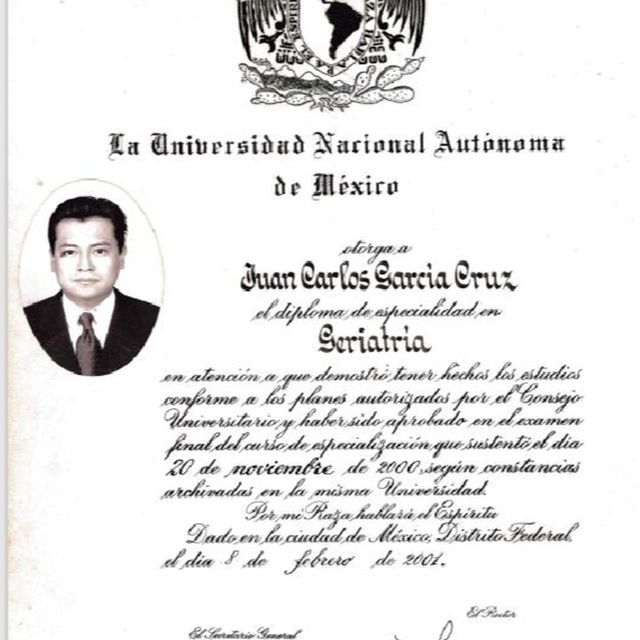 La Universidad Nacional Autónoma
de México
otorga a
Juan Carlos García Cruz
el diploma de especialidad en
Geriatría
en atención a que demostró tener hechos los estudios
conforme a los planes autorizados por el Consejo
Universitario y haber sido aprobado en el examen
final del curso de especialización que sustentó el día
20 de noviembre de 2000, según constancias
archivadas en la misma Universidad.
Por mi Raza hablará el Espíritu
Dado en la ciudad de México, Distrito Federal,
el día 8 de febrero de 2001.
El Rector
El Secretario General